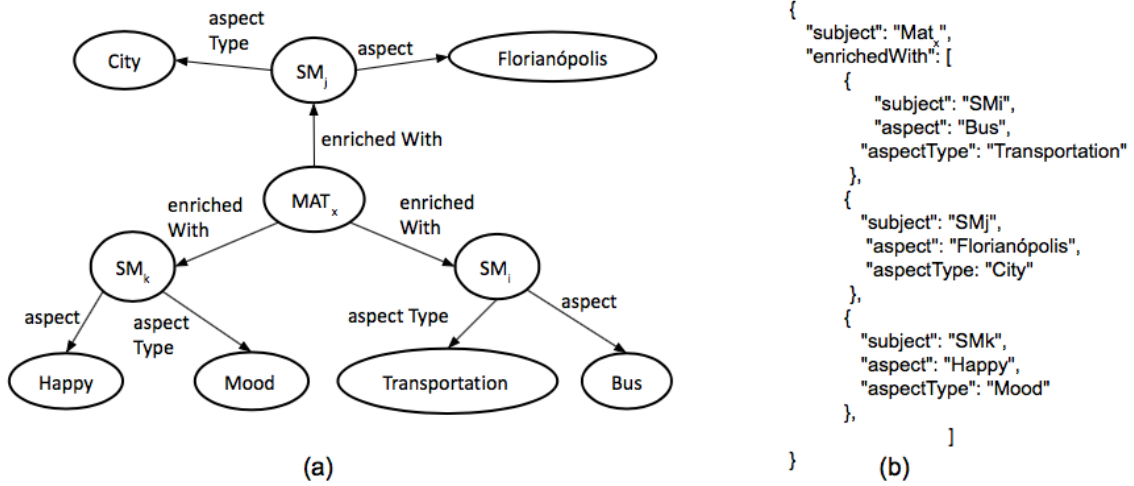 aspect
Type
City
SMj
aspect
Florianópolis
enriched With
MATx
enriched
With
enriched
With
SMk
SMi
aspect
aspect
Type
aspect Type
aspect
Happy
Mood
Transportation
Bus
(a)
{
"subject": "Matx",
"enrichedWith": [
{
"subject": "SMi",
"aspect": "Bus",
"aspectType": "Transportation"
},
{
"subject": "SMj",
"aspect": "Florianópolis",
"aspectType: "City"
},
{
"subject": "SMk",
"aspect": "Happy",
"aspectType": "Mood"
},
]
}
(b)